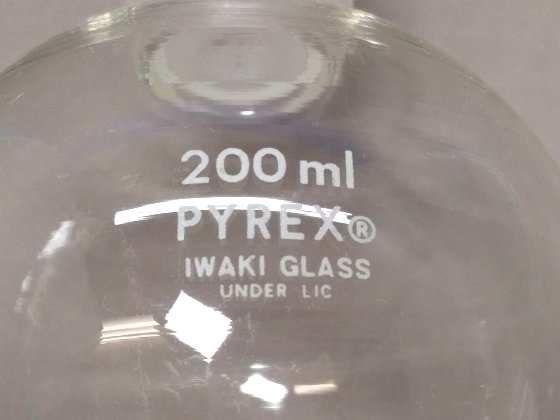 200 ml
PYREX®
IWAKI GLASS
UNDER LIC